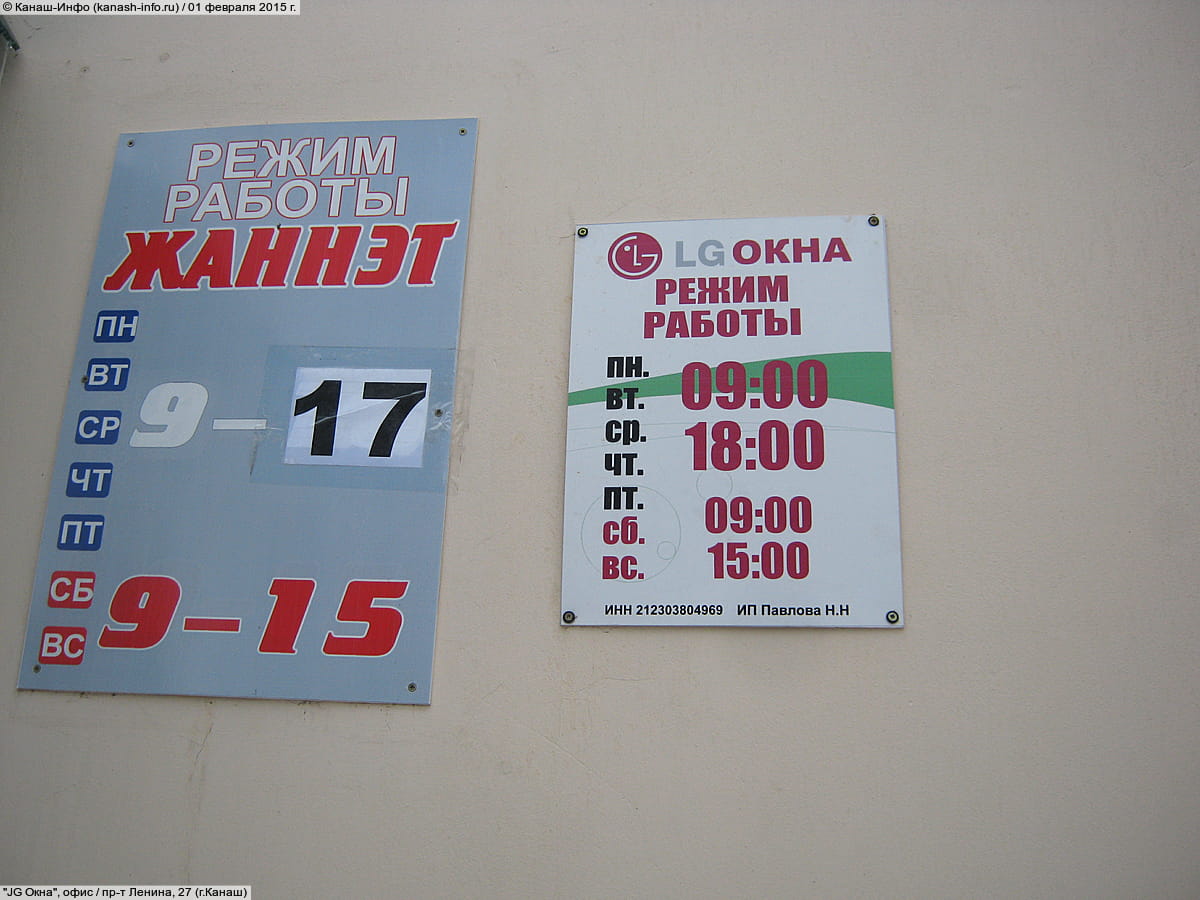 © Канаш-Инфо (kanash-info.ru) / 01 февраля 2015 г.
РЕЖИМ
РАБОТЫ
ЖАННЭТ
ПН
ВТ
СР
ЧТ
ПТ
9 – 17
СБ
ВС
9 – 15
LG LG ОКНА
РЕЖИМ
РАБОТЫ
пн.
вт.
ср.
чт.
пт.
09:00
18:00
сб.
вс.
09:00
15:00
ИНН 212303804969 ИП Павлова Н.Н
"JG Окна", офис / пр-т Ленина, 27 (г.Канаш)